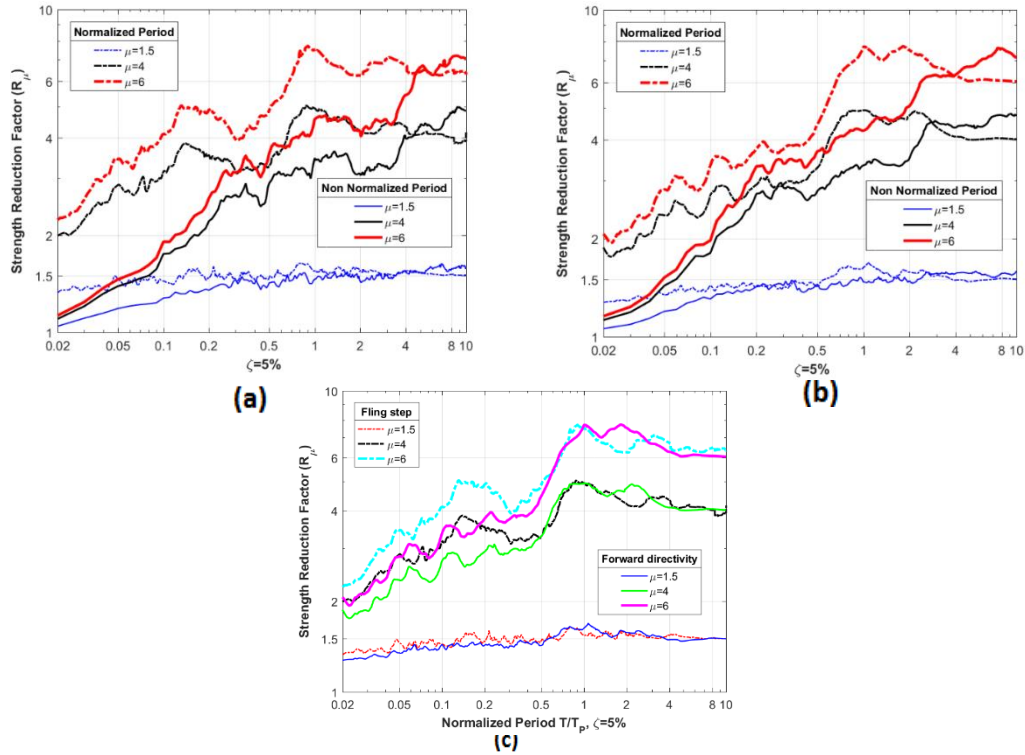 Strength Reduction Factor (Rμ)
10
8
6
4
2
1.5
1
Normalized Period
μ=1.5
μ=4
μ=6
Non Normalized Period
μ=1.5
μ=4
μ=6
0.02 0.05 0.1 0.2 0.5 1 2 4 8 10
ζ=5%
(a)
Strength Reduction Factor (Rμ)
10
8
6
4
2
1.5
1
Normalized Period
μ=1.5
μ=4
μ=6
Non Normalized Period
μ=1.5
μ=4
μ=6
0.02 0.05 0.1 0.2 0.5 1 2 4 8 10
ζ=5%
(b)
Strength Reduction Factor (Rμ)
10
8
6
4
2
1.5
1
Fling step
μ=1.5
μ=4
μ=6
Forward directivity
μ=1.5
μ=4
μ=6
0.02 0.05 0.1 0.2 0.5 1 2 4 8 10
Normalized Period T/TP, ζ=5%
(c)